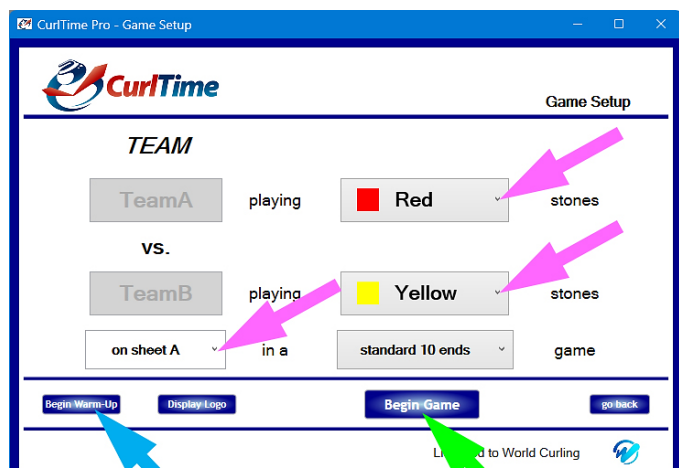 CurlTime Pro - Game Setup
CurlTime
Game Setup
TEAM
TeamA playing Red stones
vs.
TeamB playing Yellow stones
on sheet A in a standard 10 ends game
Begin Warm-Up Display Logo Begin Game go back
to World Curling